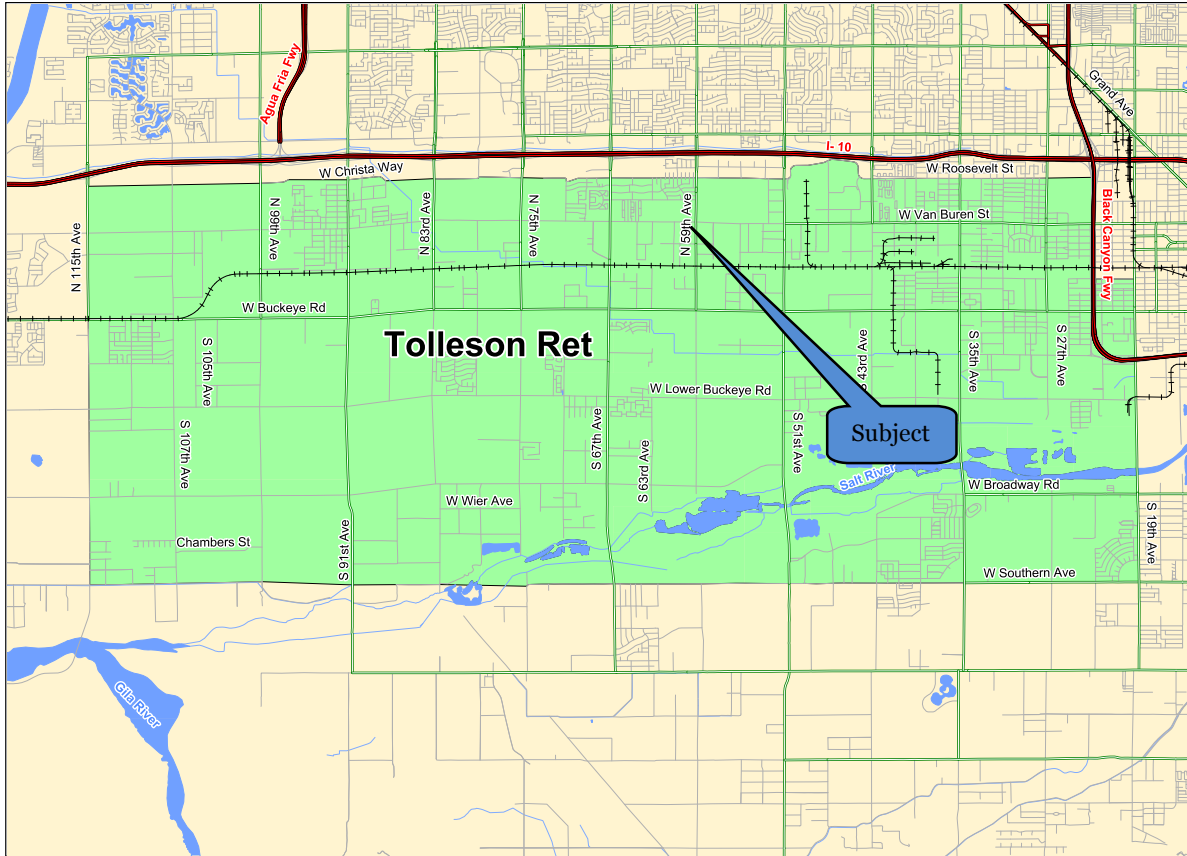 Grand Ave
Agua Fria Fwy
I- 10
W Christa Way
W Roosevelt St
N 115th Ave
N 99th Ave
N 83rd Ave
N 75th Ave
N 59th Ave
W Van Buren St
Black Canyon Fwy
W Buckeye Rd
Tolleson Ret
S 105th Ave
S 43rd Ave
S 35th Ave
S 27th Ave
W Lower Buckeye Rd
S 107th Ave
S 67th Ave
S 63rd Ave
S 51st Ave
Subject
Salt River
W Broadway Rd
W Wier Ave
S 91st Ave
Chambers St
S 19th Ave
W Southern Ave
Gila River